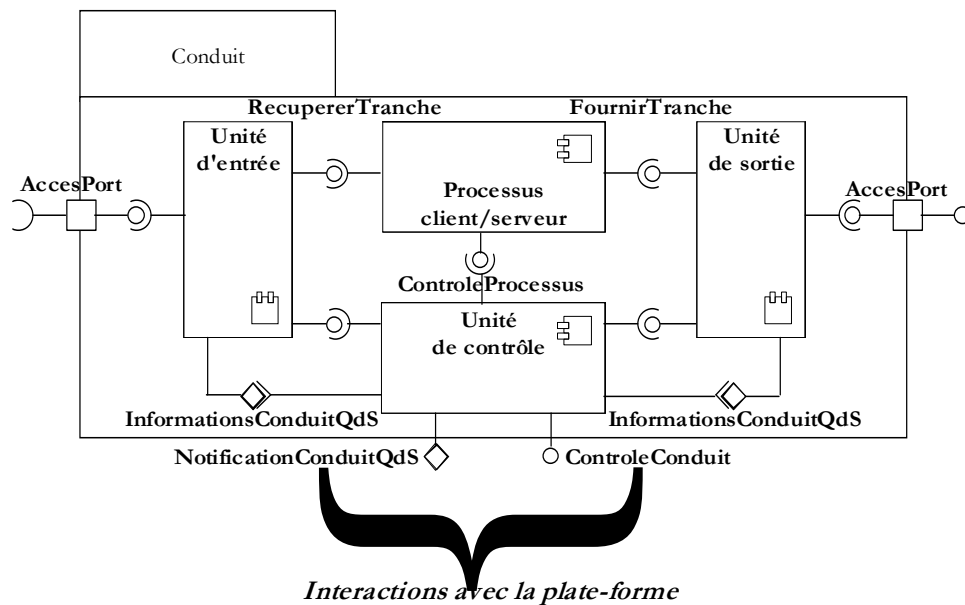 Conduit
RecupererTranche
FournirTranche
Unité
d'entrée
Unité
de sortie
Processus
client/serveur
AccesPort
AccesPort
ControleProcessus
Unité
de contrôle
InformationsConduitQdS
InformationsConduitQdS
NotificationConduitQdS
ControleConduit
Interactions avec la plate-forme